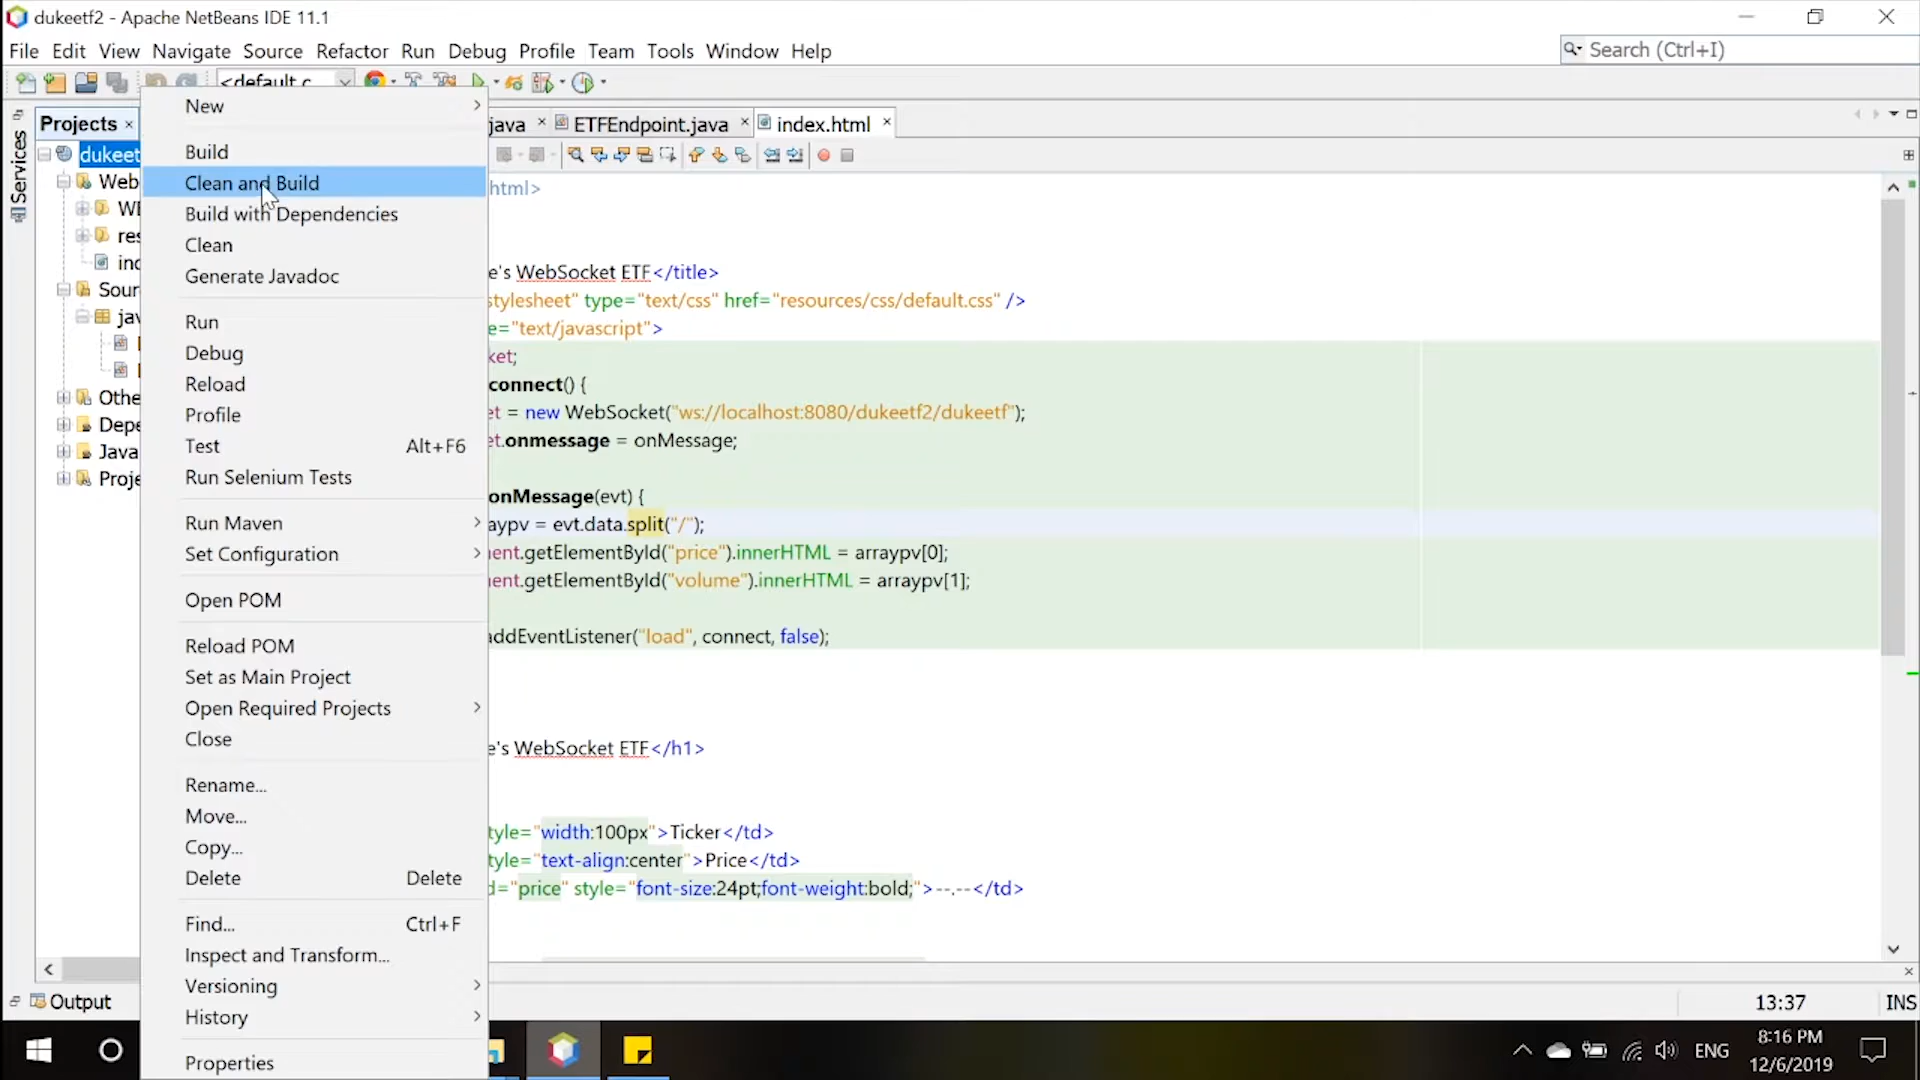 dukeetf2 - Apache NetBeans IDE 11.1
File Edit View Navigate Source Refactor Run Debug Profile Team Tools Window Help
Search (Ctrl+I)
<default c
Services
Projects
dukeet
Web
res
Sour
Othe
Depe
Java
Proje
New
Build
Clean and Build
Build with Dependencies
Clean
Generate Javadoc
Run
Debug
Reload
Profile
Test Alt+F6
Run Selenium Tests
Run Maven
Set Configuration
Open POM
Reload POM
Set as Main Project
Open Required Projects
Close
Rename...
Move...
Copy...
Delete Delete
Find... Ctrl+F
Inspect and Transform...
Versioning
History
Properties
java ETFEndpoint.java index.html
html>
e's WebSocket ETF</title>
stylesheet" type="text/css" href="resources/css/default.css" />
e="text/javascript">
ket;
connect() {
et = new WebSocket("ws://localhost:8080/dukeetf2/dukeetf");
et.onmessage = onMessage;
onMessage(evt) {
aypv = evt.data.split("/");
ent.getElementById("price").innerHTML = arraypv[0];
ent.getElementById("volume").innerHTML = arraypv[1];
addEventListener("load", connect, false);
e's WebSocket ETF</h1>
tyle="width:100px">Ticker</td>
tyle="text-align:center">Price</td>
d="price" style="font-size:24pt;font-weight:bold;">--.--</td>
Output
13:37 INS
ENG
8:16 PM
12/6/2019